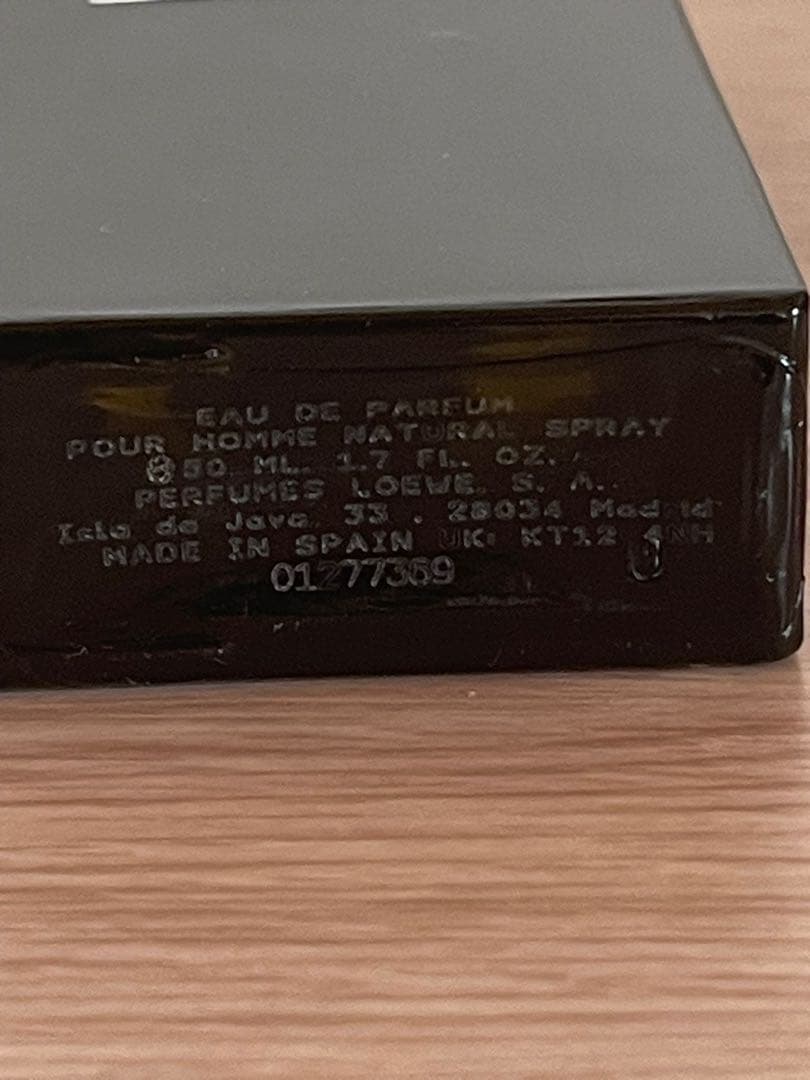 EAU DE PARFUM
POUR HOMME NATURAL SPRAY
50 ML. 1.7 FL. OZ.
PERFUMES LOEWE, S. A.
Isla de Java, 33 . 28034 Madrid
MADE IN SPAIN UK: KT12 4NH
01277369